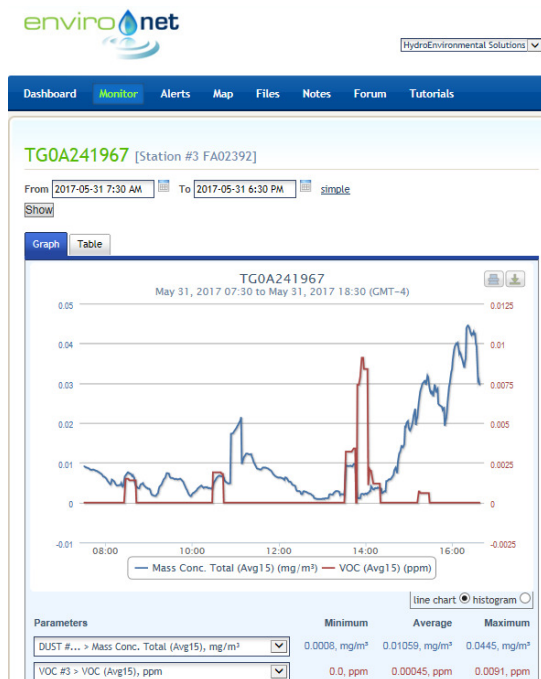 enviro net
HydroEnvironmental Solutions
Dashboard Monitor Alerts Map Files Notes Forum Tutorials
TG0A241967 [Station #3 FA02392]
From 2017-05-31 7:30 AM To 2017-05-31 6:30 PM simple
Show
Graph Table
TG0A241967
May 31, 2017 07:30 to May 31, 2017 18:30 (GMT-4)
0.05 0.0125
0.04 0.01
0.03 0.0075
0.02 0.005
0.01 0.0025
0 0
-0.01 -0.0025
08:00 10:00 12:00 14:00 16:00
Mass Conc. Total (Avg15) (mg/m³) VOC (Avg15) (ppm)
line chart histogram
Parameters Minimum Average Maximum
DUST #... > Mass Conc. Total (Avg15), mg/m³ 0.0008, mg/m³ 0.01059, mg/m³ 0.0445, mg/m³
VOC #3 > VOC (Avg15), ppm 0.0, ppm 0.00045, ppm 0.0091, ppm